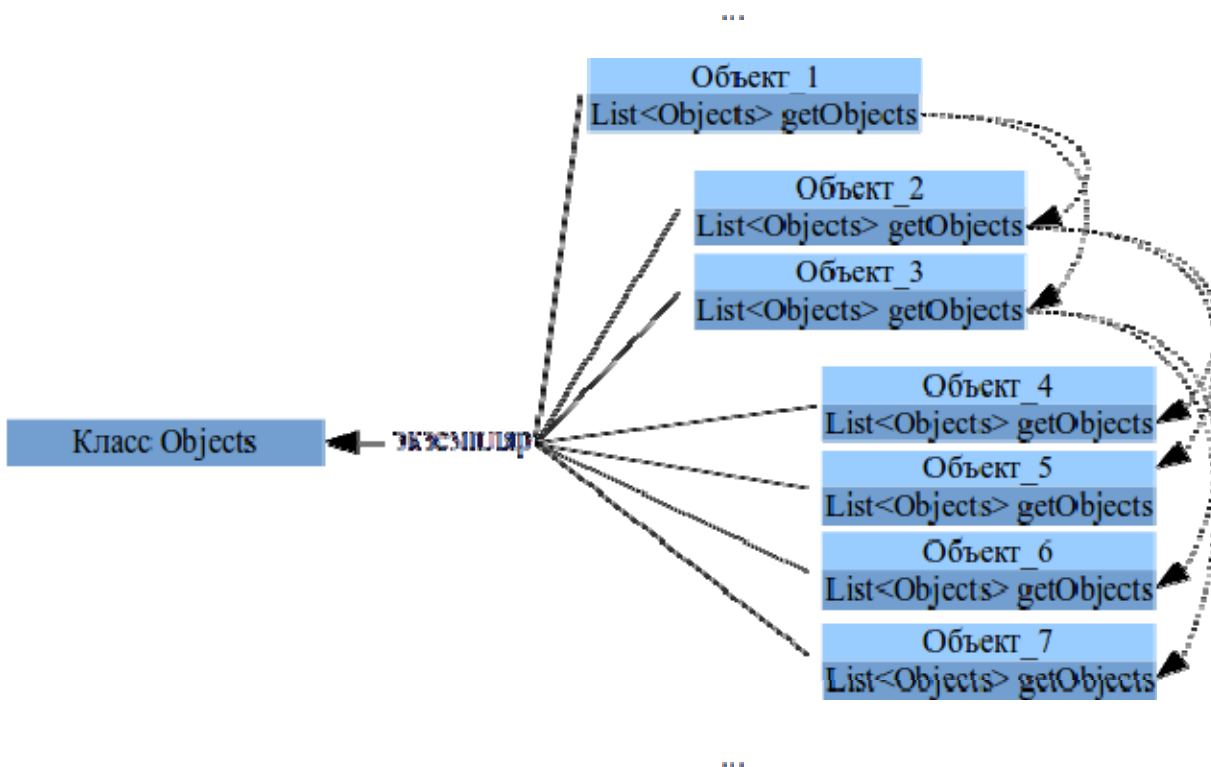 ...
Объект_1
List<Objects> getObjects
Объект_2
List<Objects> getObjects
Объект_3
List<Objects> getObjects
Объект_4
List<Objects> getObjects
Класс Objects
экземпляр
Объект_5
List<Objects> getObjects
Объект_6
List<Objects> getObjects
Объект_7
List<Objects> getObjects
...